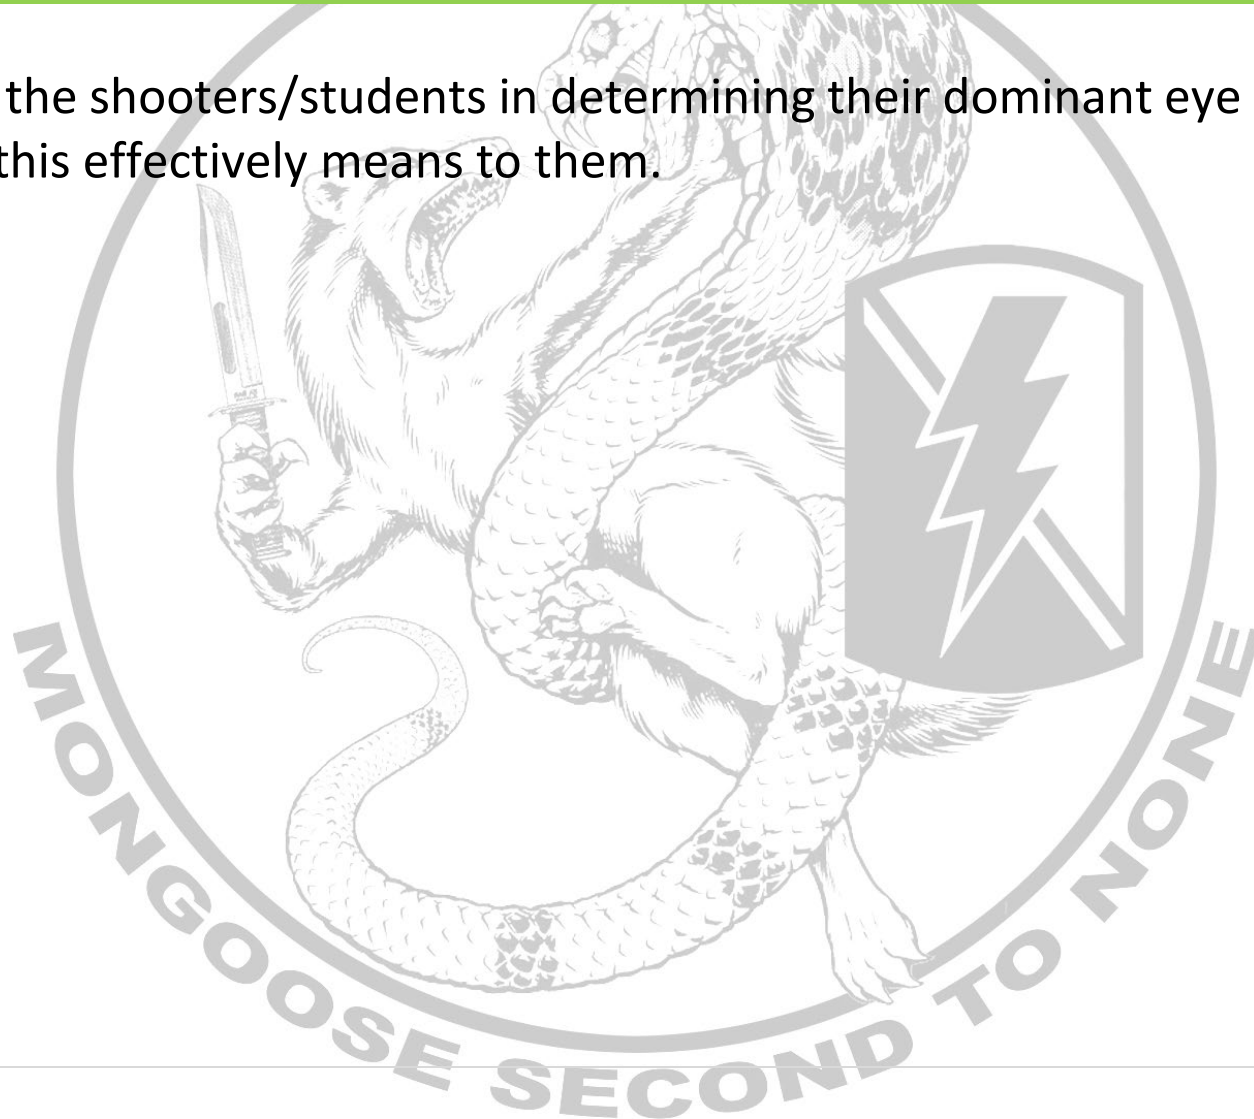 the shooters/students in determining their dominant eye
this effectively means to them.
MONGOOSE SECOND TO NONE